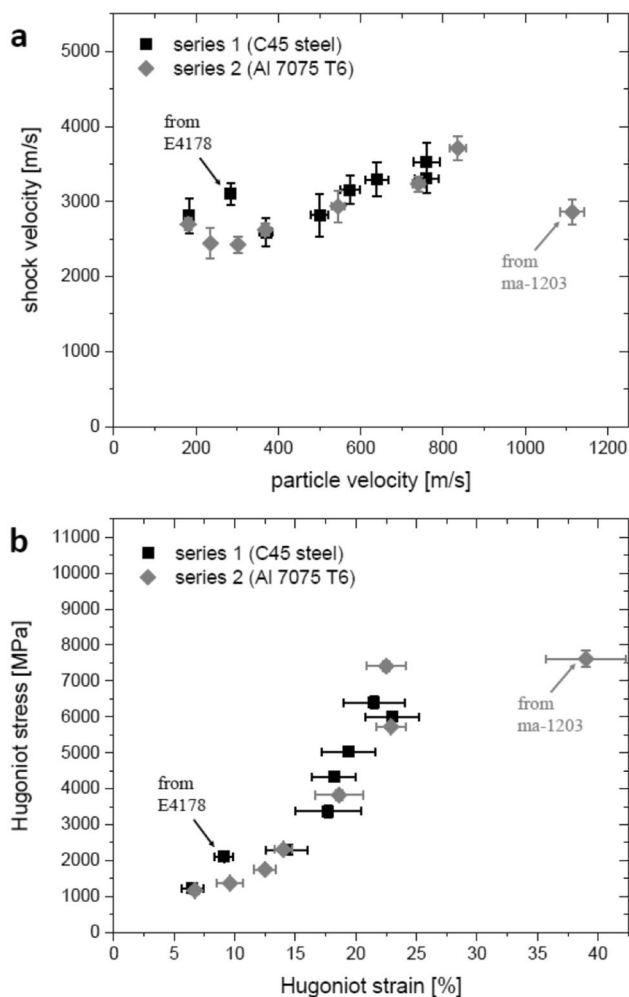 a
series 1 (C45 steel)
series 2 (Al 7075 T6)
from
E4178
from
ma-1203
shock velocity [m/s]
5000
4000
3000
2000
1000
0
0
200
400
600
800
1000
1200
particle velocity [m/s]
b
series 1 (C45 steel)
series 2 (Al 7075 T6)
from
E4178
from
ma-1203
Hugoniot stress [MPa]
11000
10000
9000
8000
7000
6000
5000
4000
3000
2000
1000
0
0
5
10
15
20
25
30
35
40
Hugoniot strain [%]